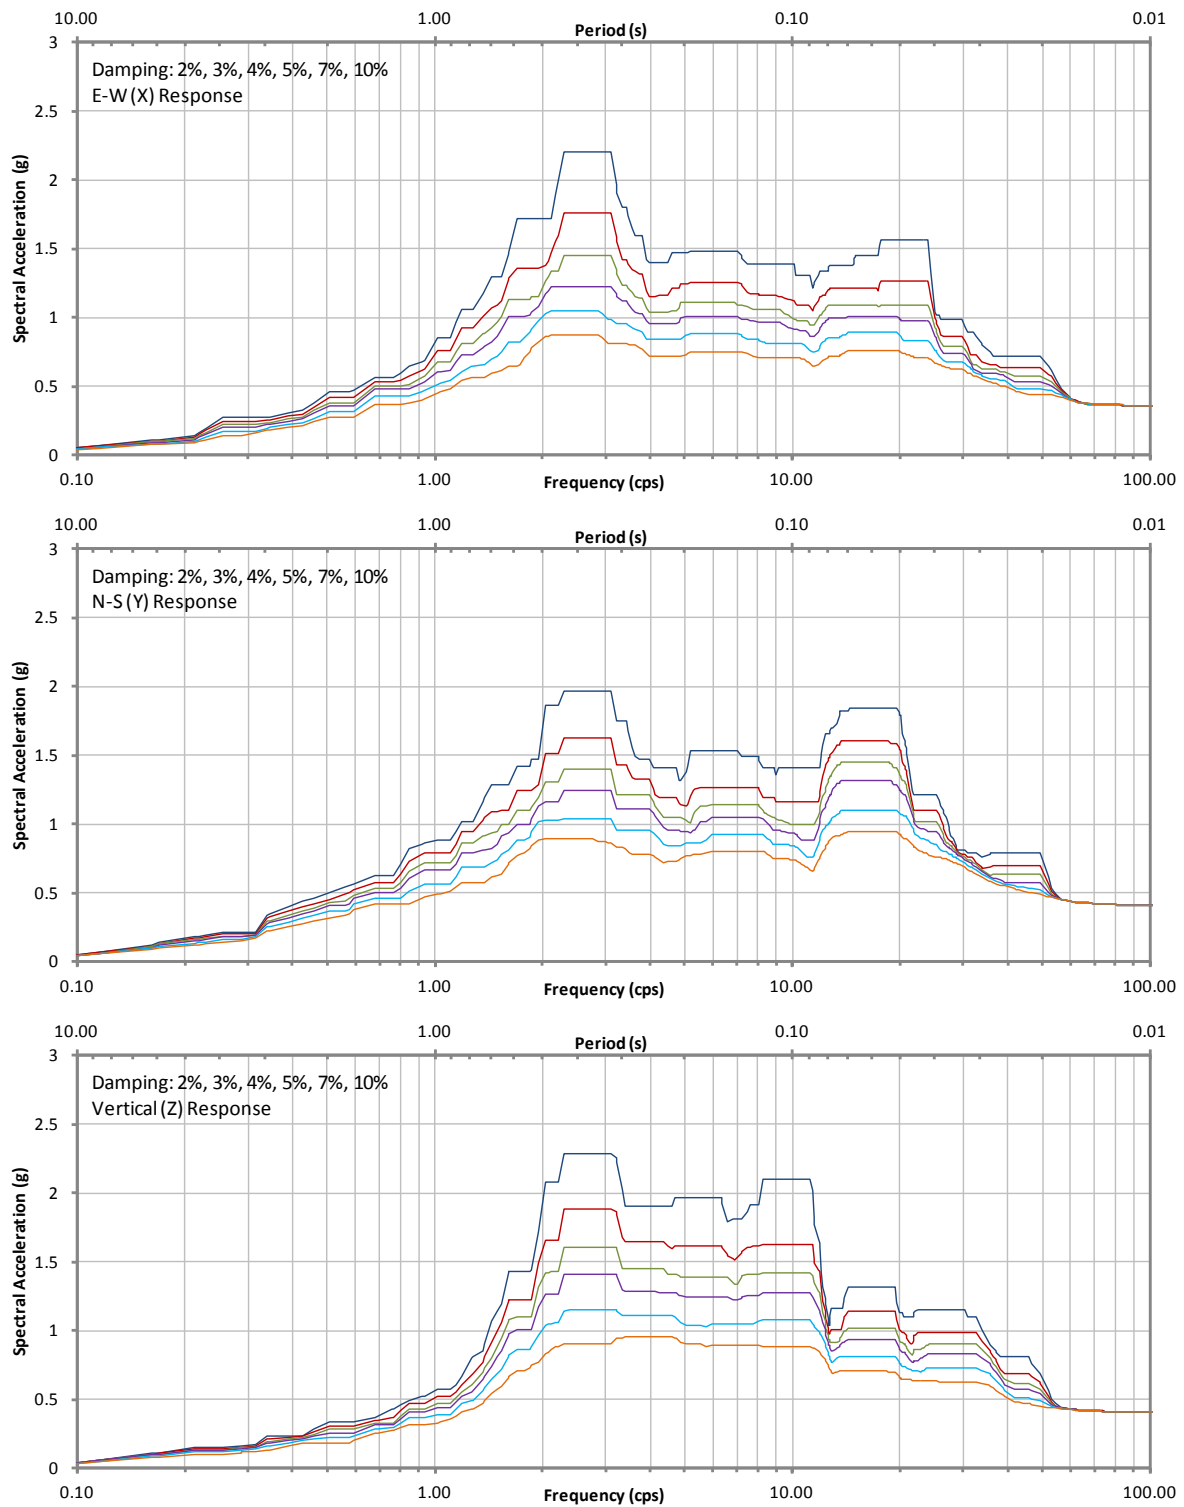 10.00 1.00 0.10 0.01
Period (s)
3
Damping: 2%, 3%, 4%, 5%, 7%, 10%
E-W (X) Response
2.5
2
Spectral Acceleration (g)
1.5
1
0.5
0
0.10 1.00 10.00 100.00
Frequency (cps)
10.00 1.00 0.10 0.01
Period (s)
3
Damping: 2%, 3%, 4%, 5%, 7%, 10%
N-S (Y) Response
2.5
2
Spectral Acceleration (g)
1.5
1
0.5
0
0.10 1.00 10.00 100.00
Frequency (cps)
10.00 1.00 0.10 0.01
Period (s)
3
Damping: 2%, 3%, 4%, 5%, 7%, 10%
Vertical (Z) Response
2.5
2
Spectral Acceleration (g)
1.5
1
0.5
0
0.10 1.00 10.00 100.00
Frequency (cps)